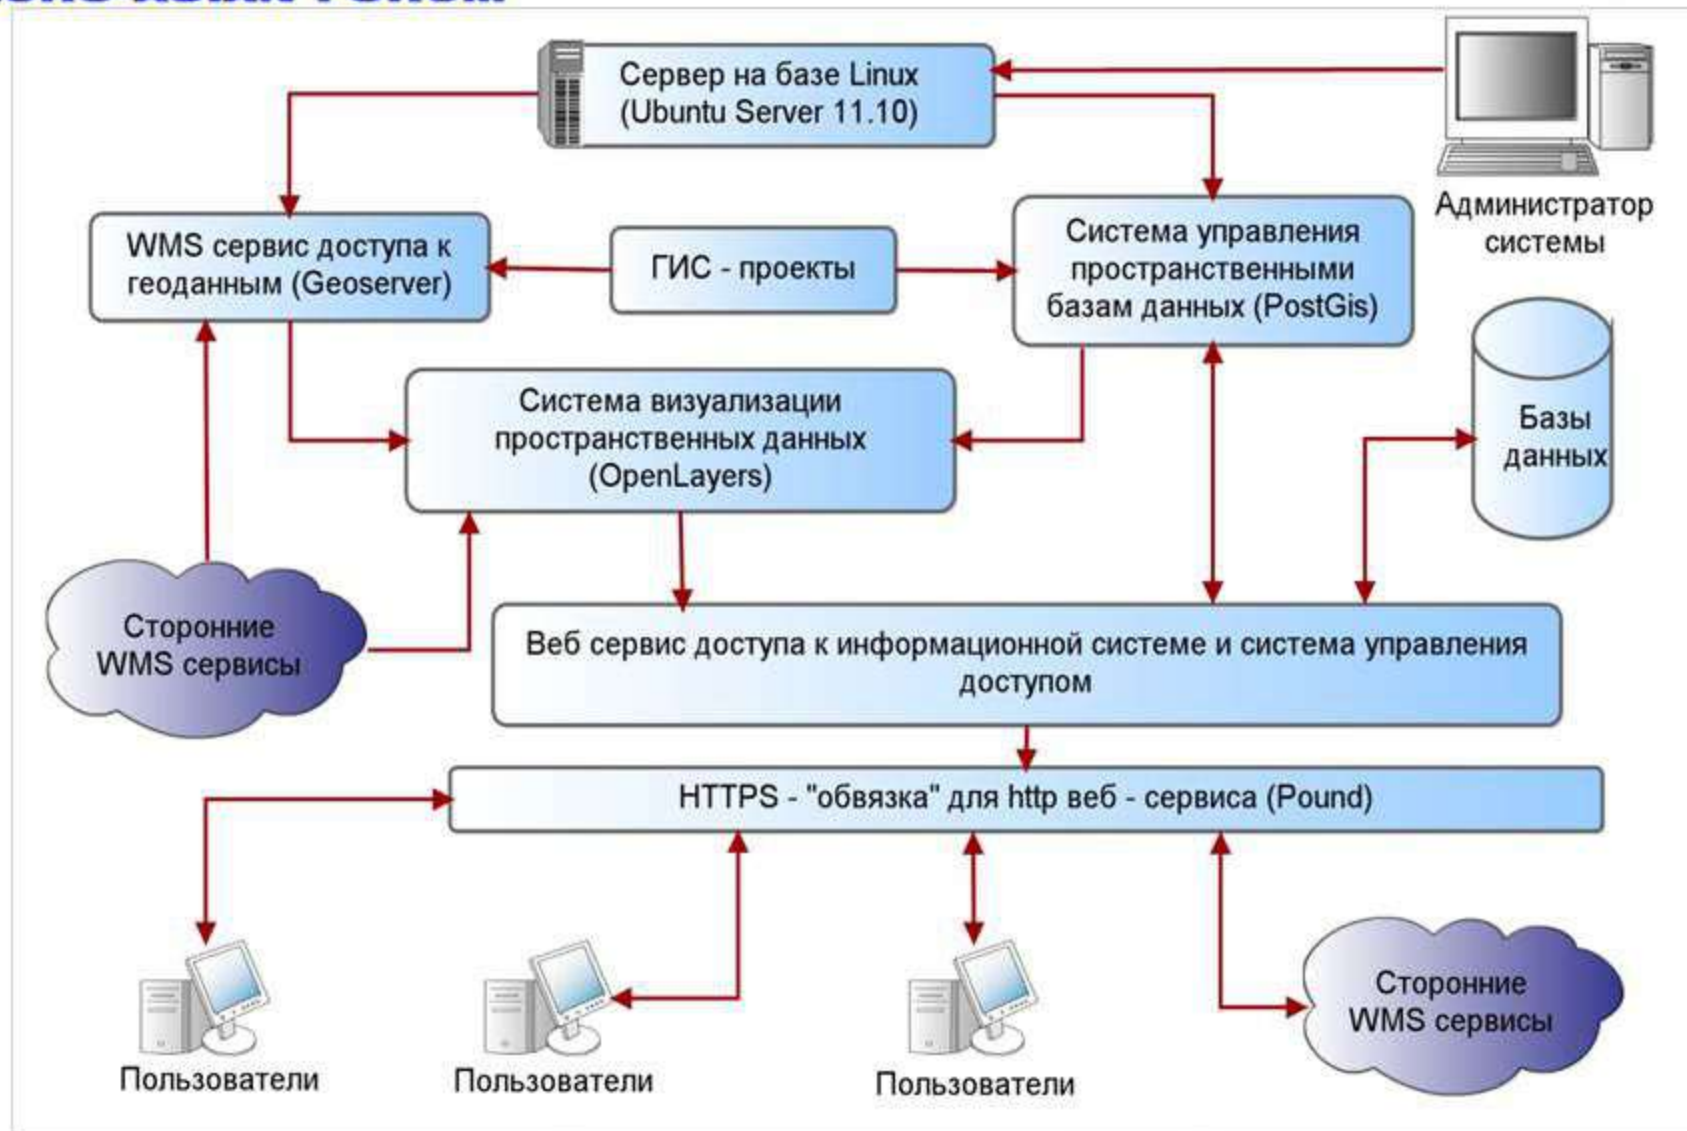 Сервер на базе Linux
(Ubuntu Server 11.10)
Администратор
системы
WMS сервис доступа к
геоданным (Geoserver)
ГИС - проекты
Система управления
пространственными
базам данных (PostGis)
Система визуализации
пространственных данных
(OpenLayers)
Базы
данных
Сторонние
WMS сервисы
Веб сервис доступа к информационной системе и система управления
доступом
HTTPS - "обвязка" для http веб - сервиса (Pound)
Пользователи
Пользователи
Пользователи
Сторонние
WMS сервисы